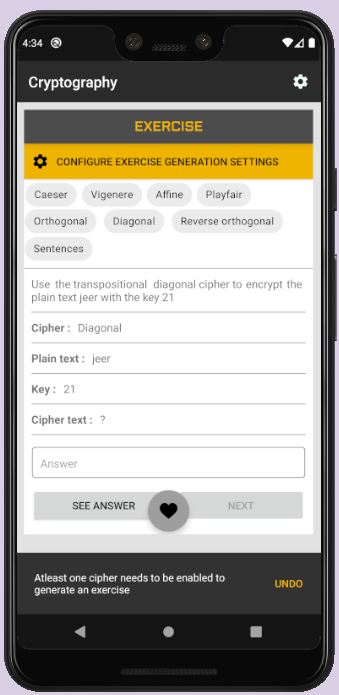 4:34
Cryptography
EXERCISE
CONFIGURE EXERCISE GENERATION SETTINGS
Caeser Vigenere Affine Playfair
Orthogonal Diagonal Reverse orthogonal
Sentences
Use the transpositional diagonal cipher to encrypt the
plain text jeer with the key 21
Cipher : Diagonal
Plain text : jeer
Key : 21
Cipher text : ?
Answer
SEE ANSWER NEXT
Atleast one cipher needs to be enabled to
generate an exercise
UNDO